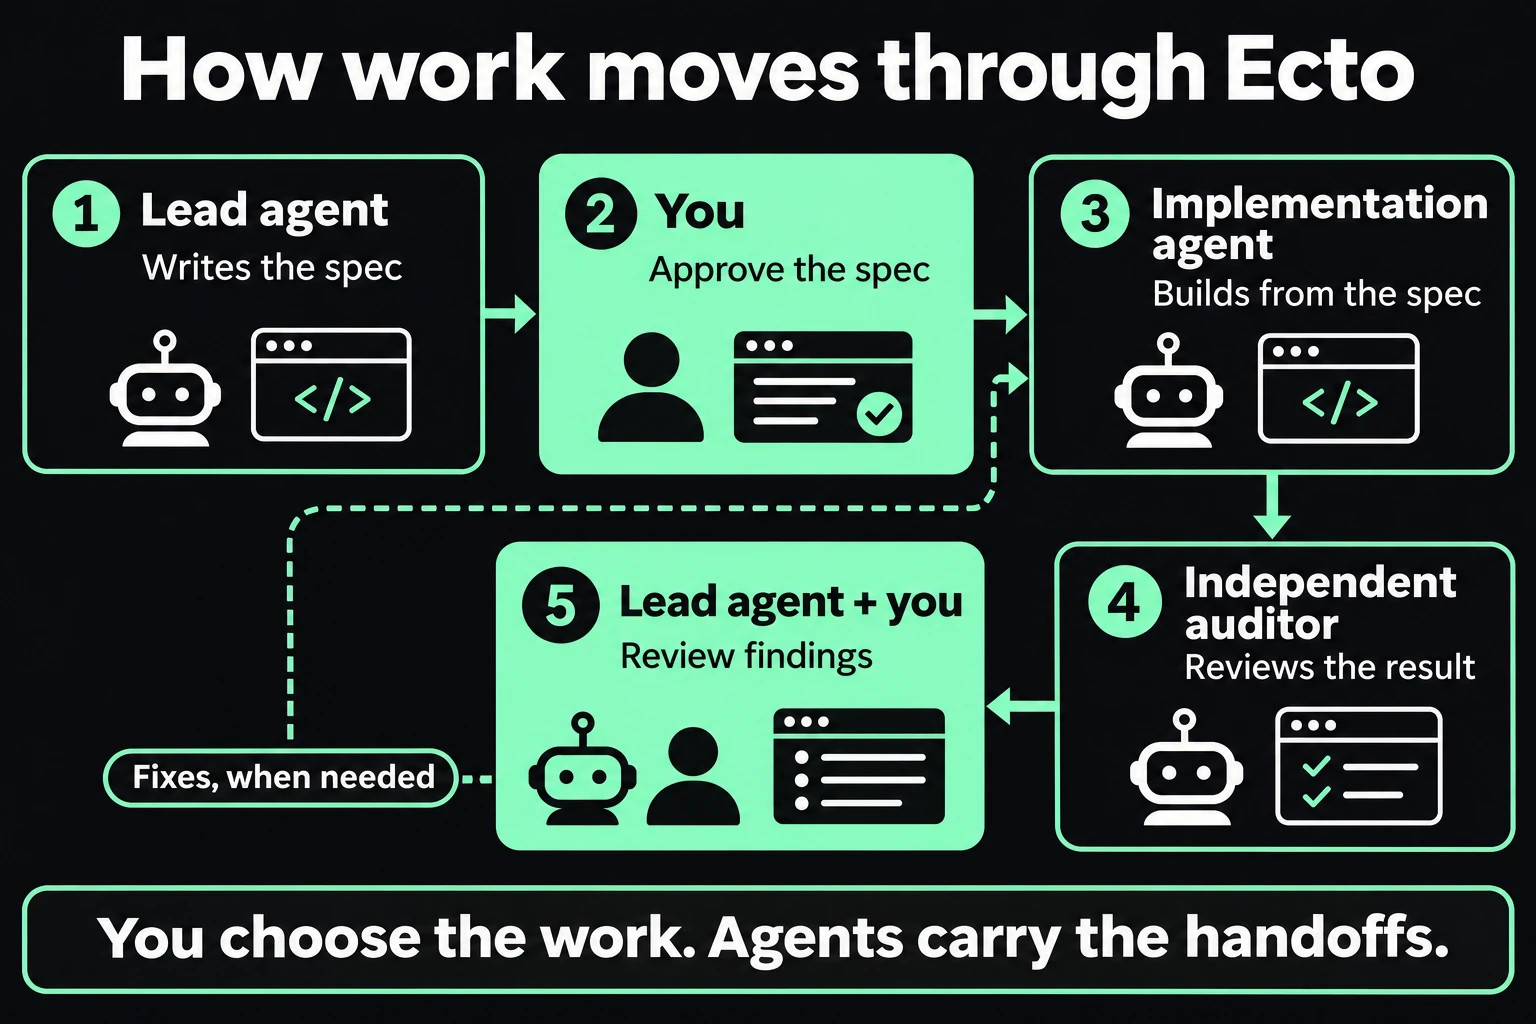 How work moves through Ecto
1
Lead agent
Writes the spec
</>
2
You
Approve the spec
3
Implementation
agent
Builds from the spec
</>
4
Independent
auditor
Reviews the result
5
Lead agent + you
Review findings
Fixes, when needed
You choose the work. Agents carry the handoffs.